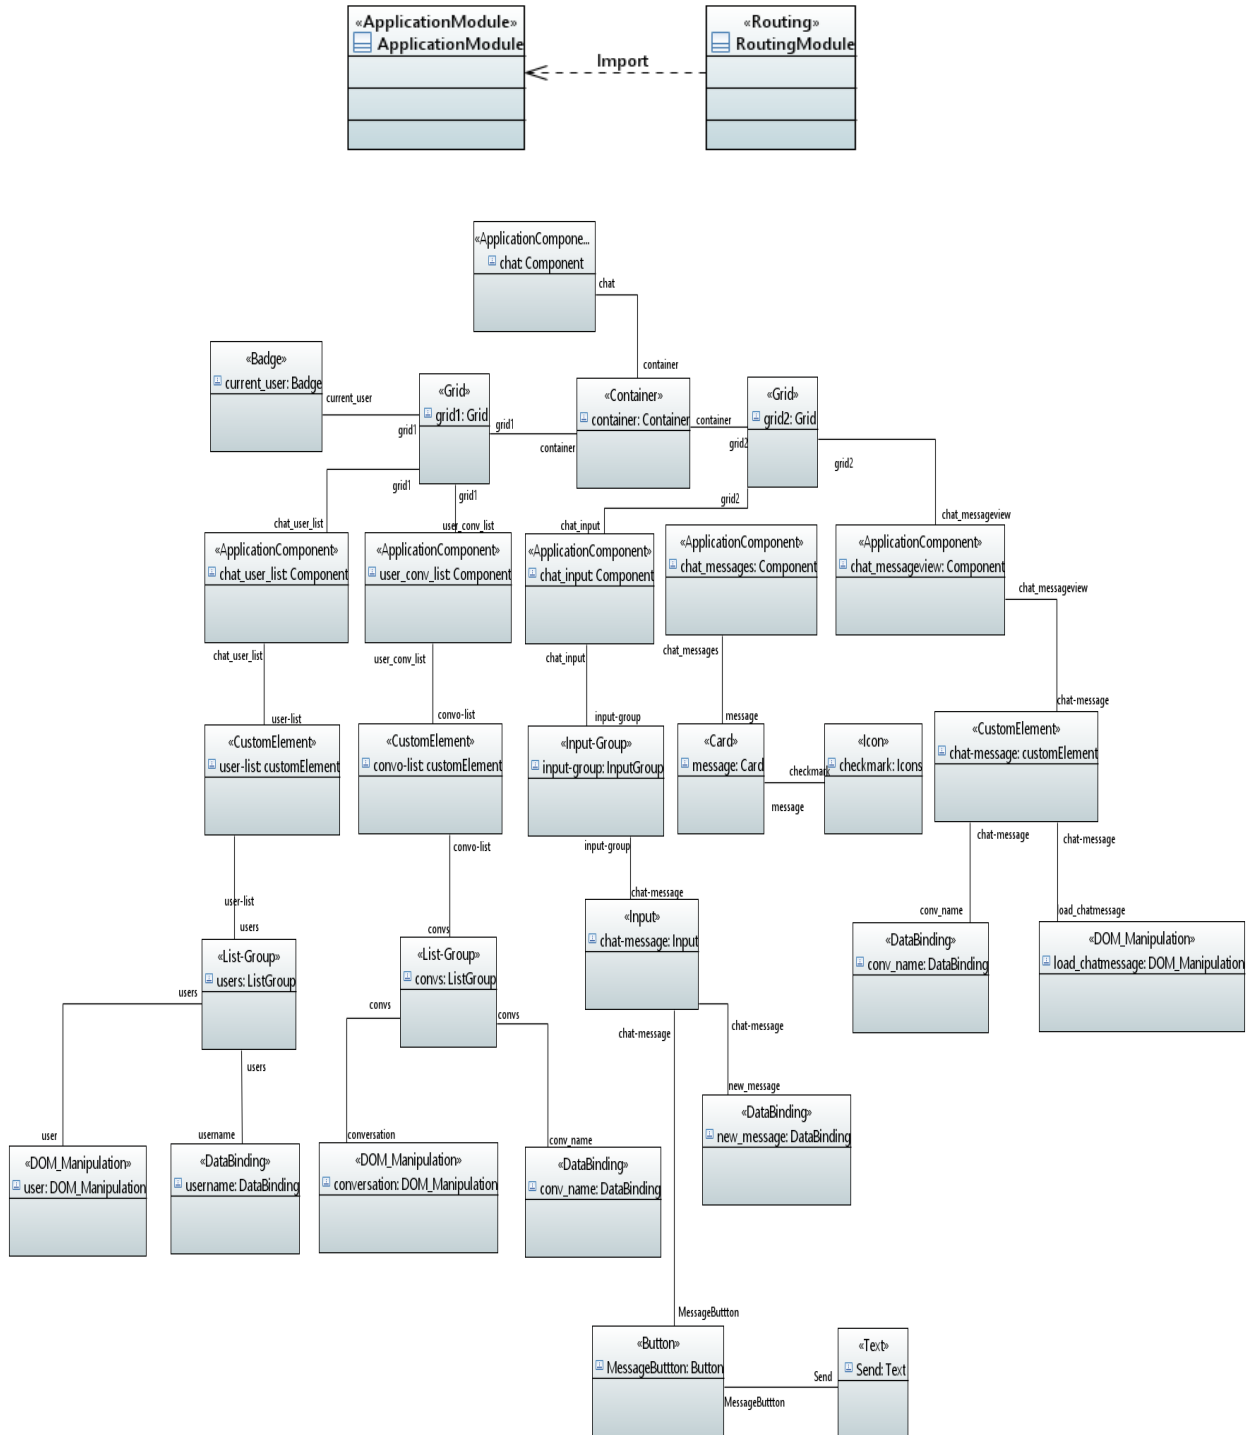 «ApplicationModule»
ApplicationModule
Import
«Routing»
RoutingModule
«ApplicationCompone...
chat: Component
chat
container
«Badge»
current_user: Badge
current_user
grid1
«Grid»
grid1: Grid
grid1
container
«Container»
container: Container
container
grid2
«Grid»
grid2: Grid
grid2
grid1
grid1
grid2
chat_user_list
user_conv_list
chat_input
chat_messageview
«ApplicationComponent»
chat_user_list: Component
«ApplicationComponent»
user_conv_list: Component
«ApplicationComponent»
chat_input: Component
«ApplicationComponent»
chat_messages: Component
«ApplicationComponent»
chat_messageview: Component
chat_messageview
chat_user_list
user_conv_list
chat_input
chat_messages
user-list
convo-list
input-group
message
chat-message
«CustomElement»
user-list: customElement
«CustomElement»
convo-list: customElement
«Input-Group»
input-group: InputGroup
«Card»
message: Card
checkmark
message
«Icon»
checkmark: Icons
«CustomElement»
chat-message: customElement
chat-message
chat-message
convo-list
input-group
user-list
users
convs
chat-message
conv_name
load_chatmessage
«List-Group»
users: ListGroup
«List-Group»
convs: ListGroup
«Input»
chat-message: Input
«DataBinding»
conv_name: DataBinding
«DOM_Manipulation»
load_chatmessage: DOM_Manipulation
users
convs
convs
chat-message
chat-message
users
user
username
conversation
conv_name
new_message
«DOM_Manipulation»
user: DOM_Manipulation
«DataBinding»
username: DataBinding
«DOM_Manipulation»
conversation: DOM_Manipulation
«DataBinding»
conv_name: DataBinding
«DataBinding»
new_message: DataBinding
MessageButtton
«Button»
MessageButtton: Button
Send
MessageButtton
«Text»
Send: Text